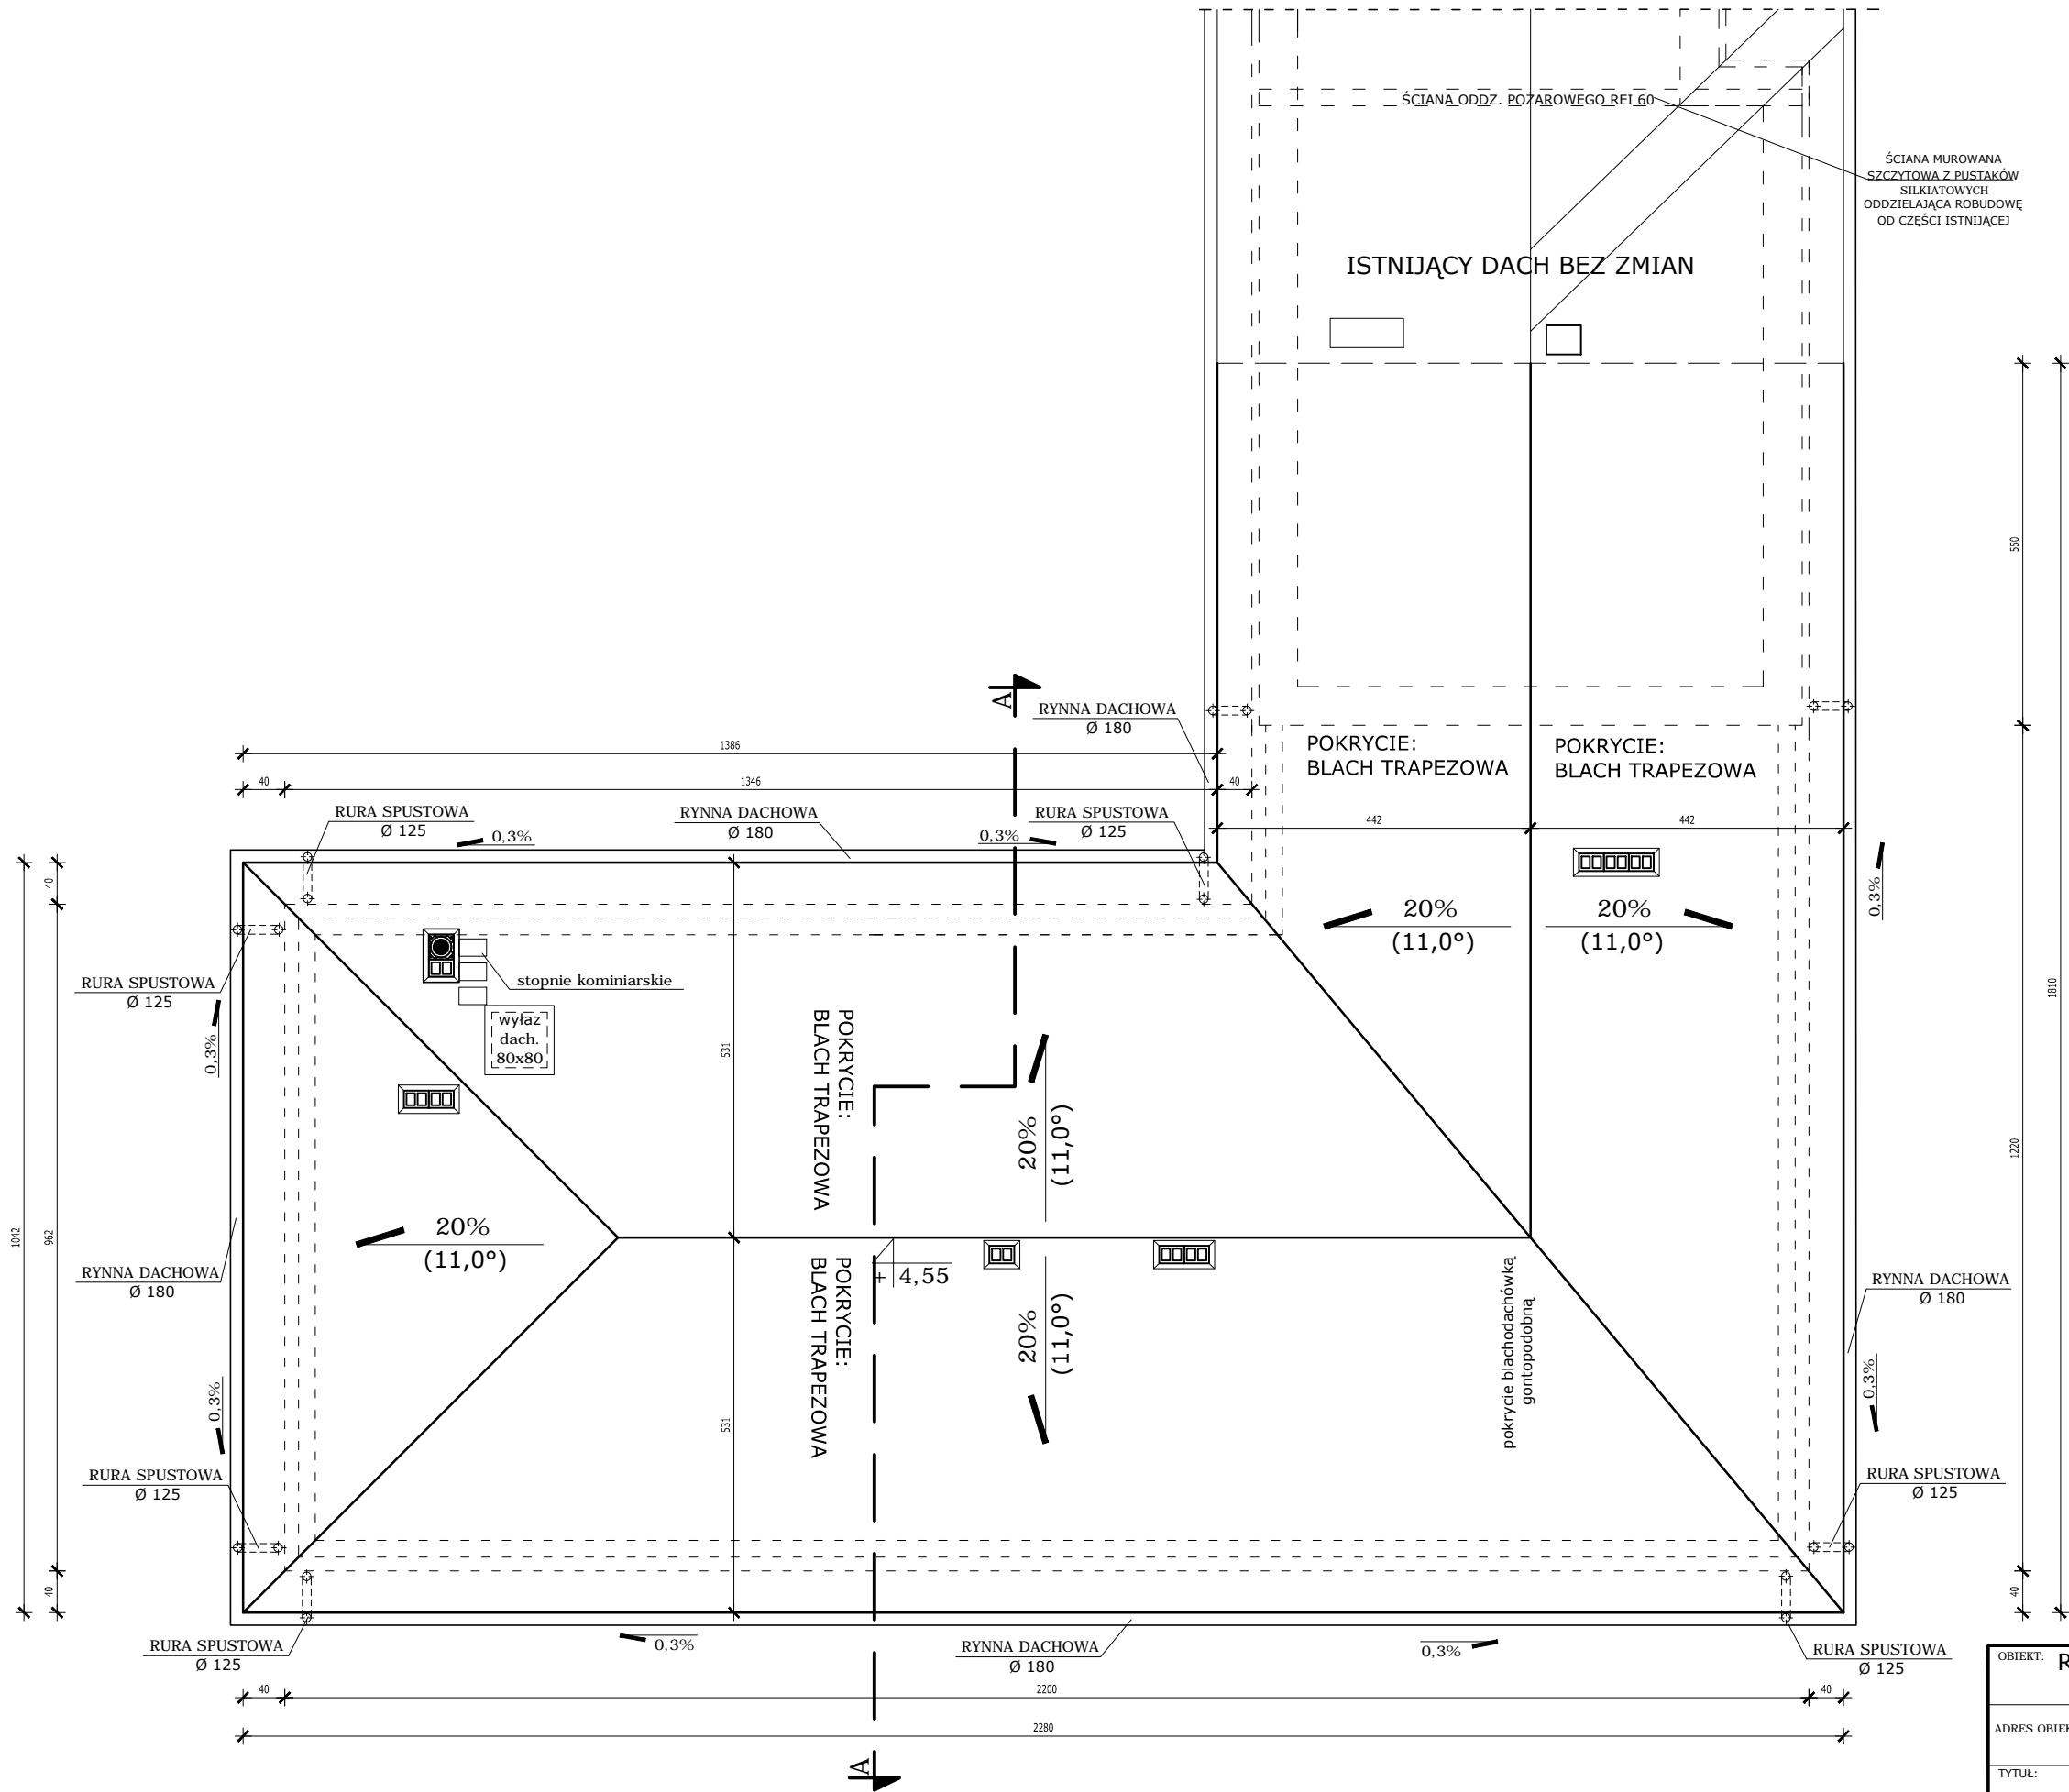 ŚCIANA ODDZ. POŻAROWEGO REI 60
ŚCIANA MUROWANA
SZCZYTOWA Z PUSTAKÓW
SILKIATOWYCH
ODDZIELAJĄCA ROBUDOWĘ
OD CZĘŚCI ISTNIJĄCEJ
ISTNIJĄCY DACH BEZ ZMIAN
550
1810
A
RYNNA DACHOWA
Ø 180
POKRYCIE:
BLACH TRAPEZOWA
POKRYCIE:
BLACH TRAPEZOWA
1386
40
1346
40
RURA SPUSTOWA
Ø 125
0,3%
RYNNA DACHOWA
Ø 180
0,3%
RURA SPUSTOWA
Ø 125
442
442
40
0,3%
20%
(11,0°)
20%
(11,0°)
RURA SPUSTOWA
Ø 125
stopnie kominiarskie
wyłaz
dach.
80x80
0,3%
531
POKRYCIE:
BLACH TRAPEZOWA
20%
(11,0°)
1220
1042
962
20%
(11,0°)
RYNNA DACHOWA
Ø 180
+ 4,55
POKRYCIE:
BLACH TRAPEZOWA
20%
(11,0°)
pokrycie blachodachówką
gontopodobną
RYNNA DACHOWA
Ø 180
0,3%
531
0,3%
RURA SPUSTOWA
Ø 125
RURA SPUSTOWA
Ø 125
40
40
RURA SPUSTOWA
Ø 125
0,3%
RYNNA DACHOWA
Ø 180
0,3%
RURA SPUSTOWA
Ø 125
40
2200
40
2280
A
OBIEKT: R
ADRES OBIEK
TYTUŁ: